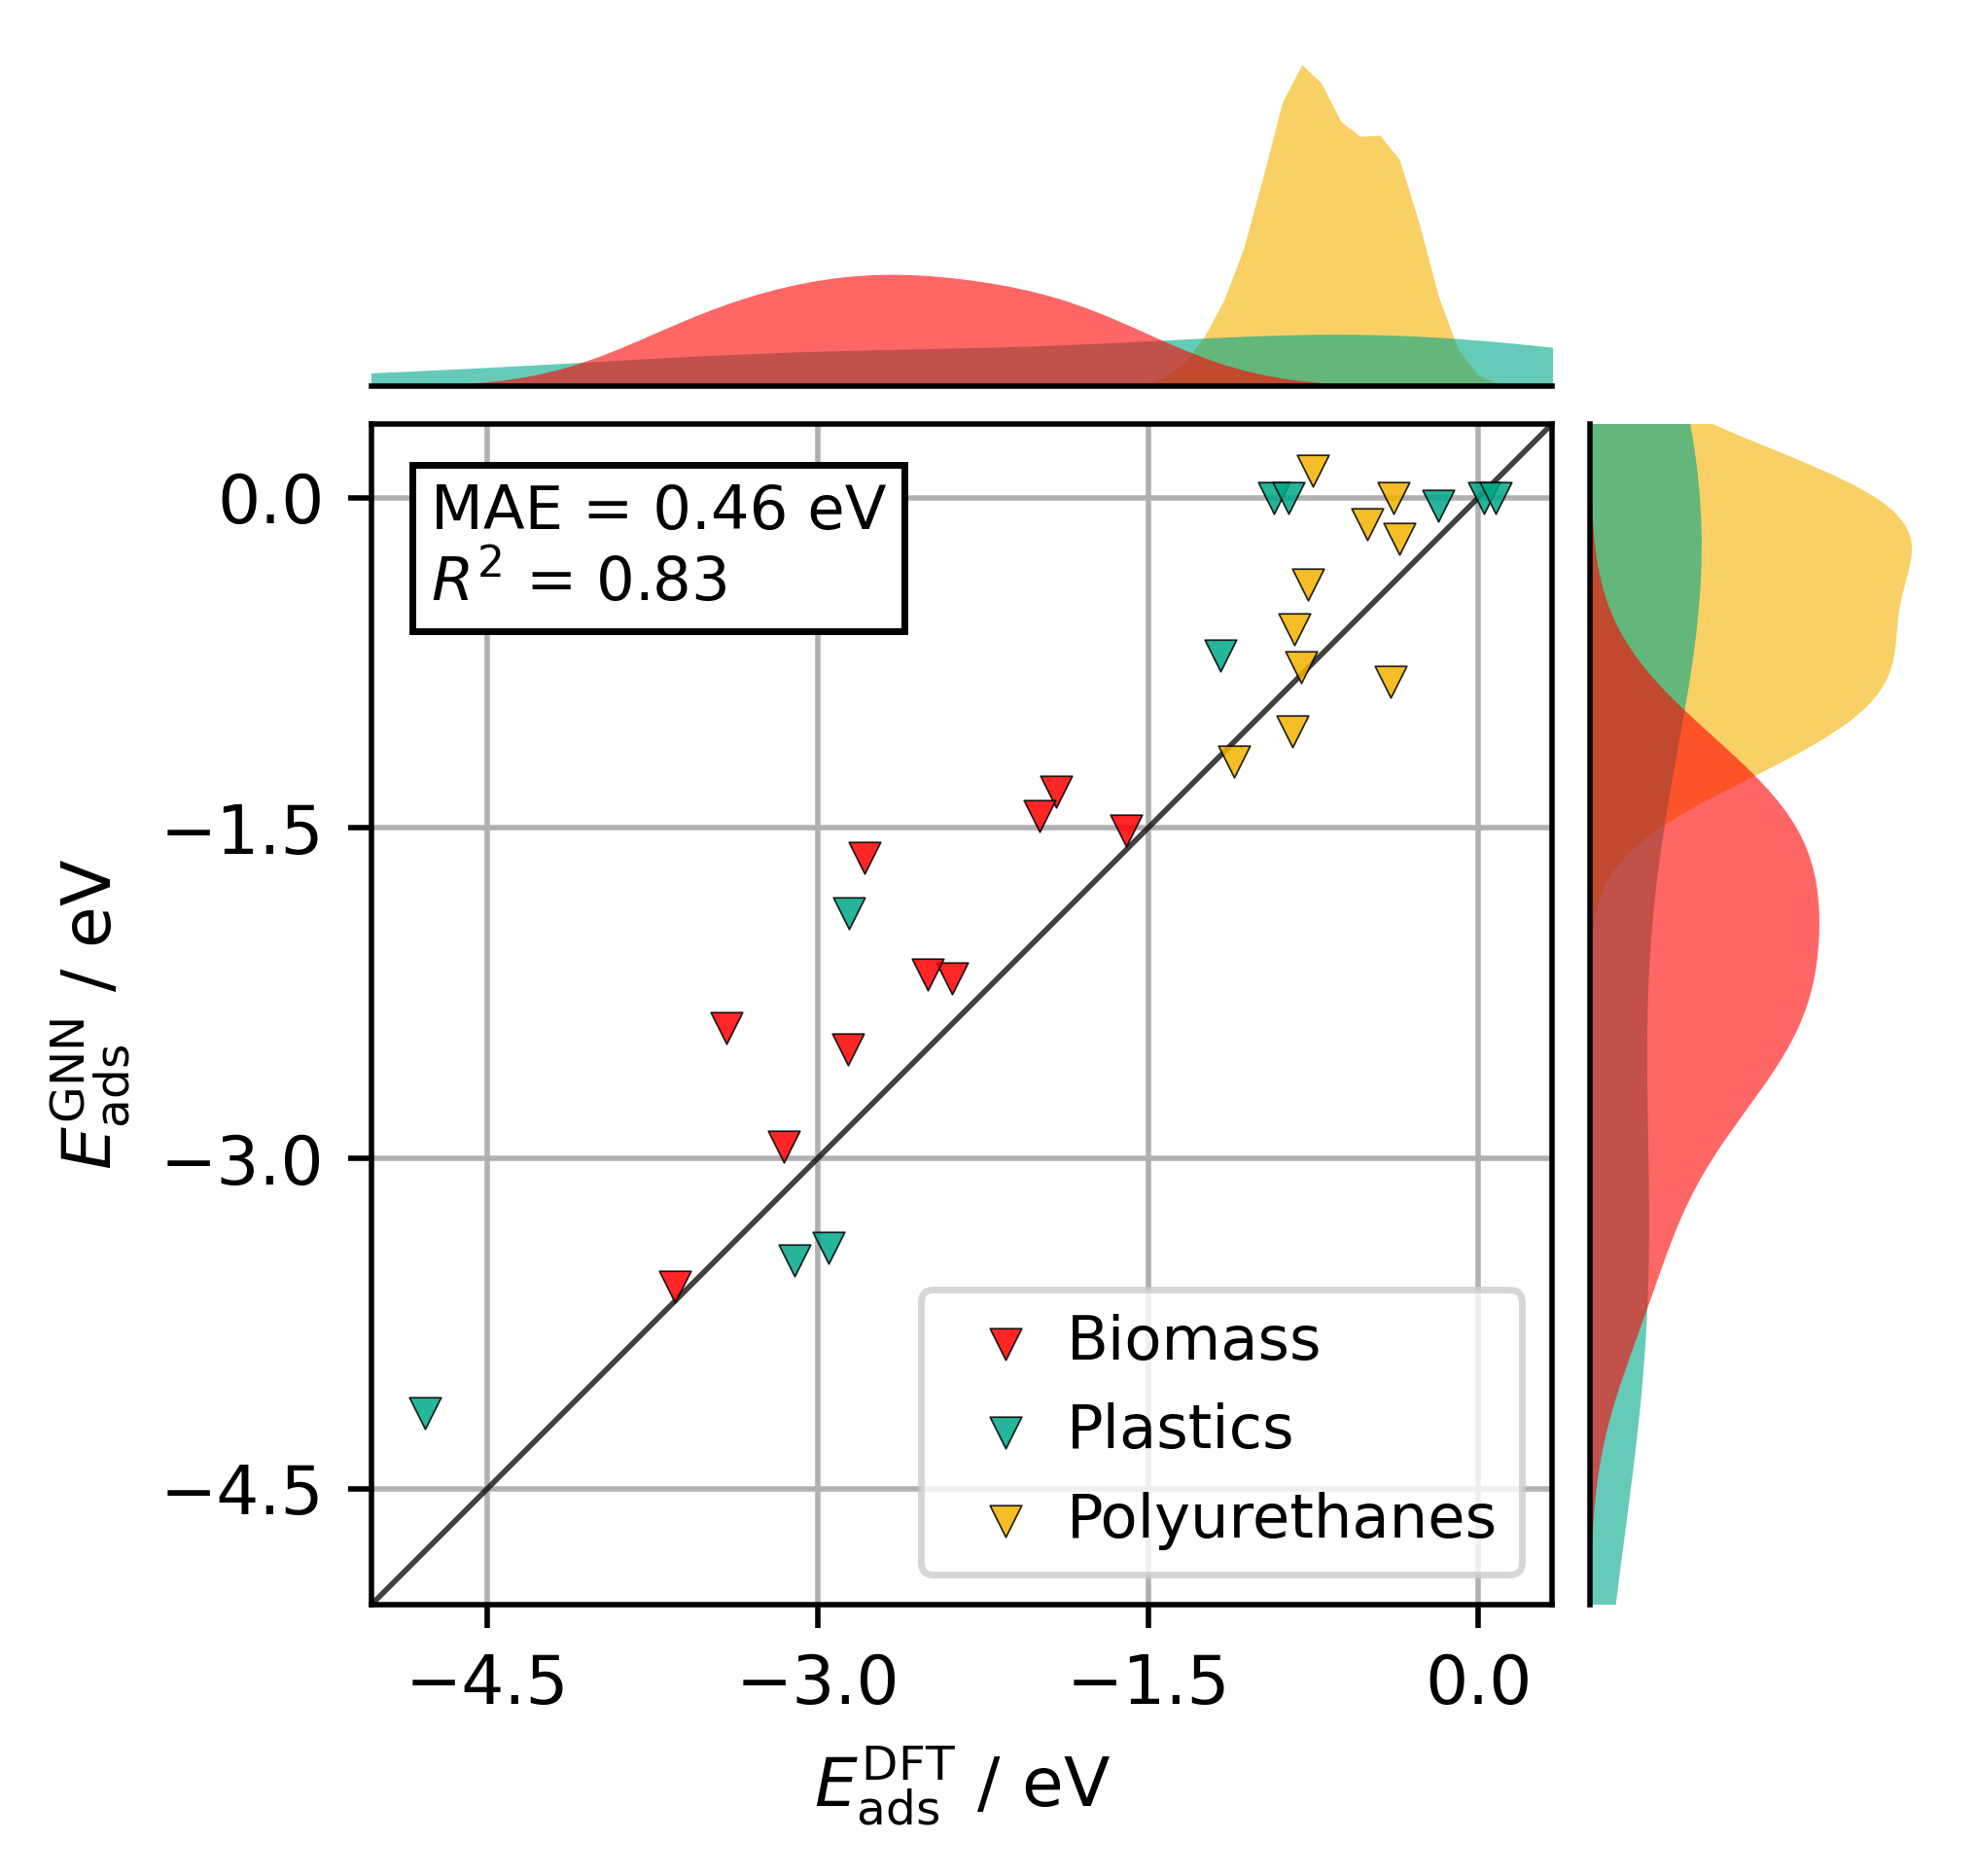 MAE = 0.46 eV
R² = 0.83
0.0
−1.5
−3.0
−4.5
E_ads^GNN / eV
Biomass
Plastics
Polyurethanes
−4.5 −3.0 −1.5 0.0
E_ads^DFT / eV